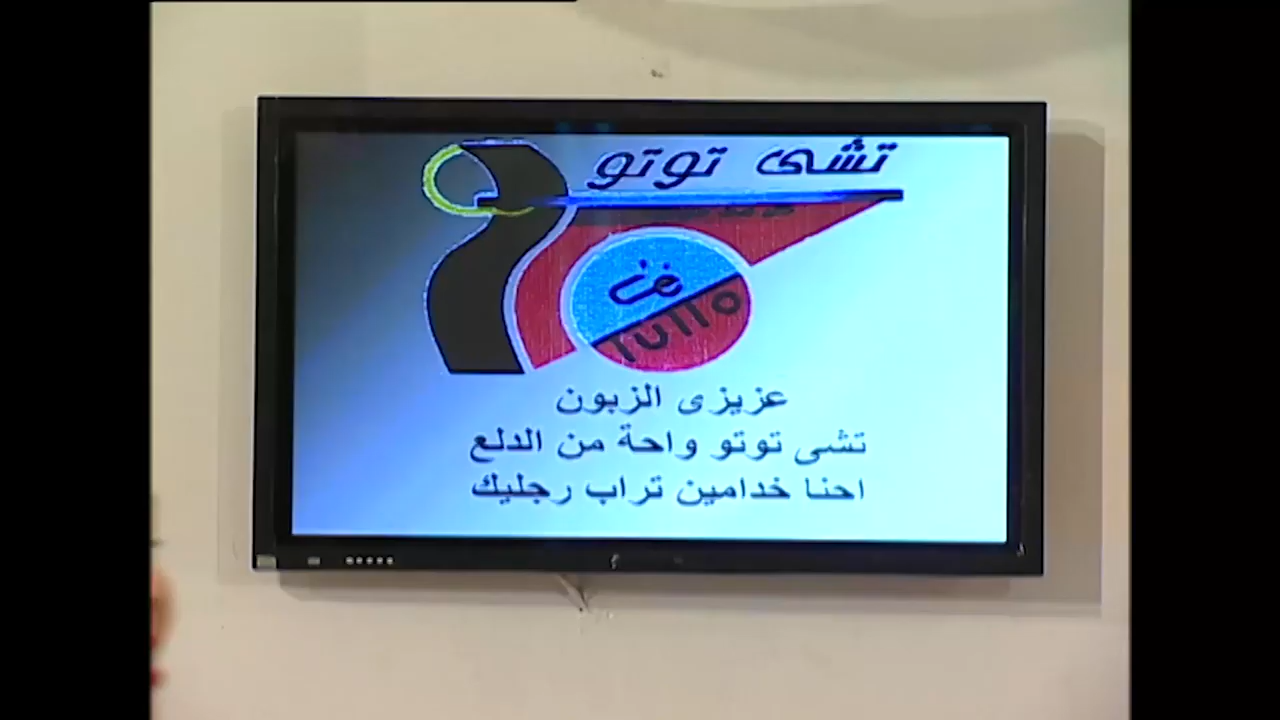 تشى توتو
عزيزى الزبون
تشى توتو واحة من الدلع
احنا خدامين تراب رجليك